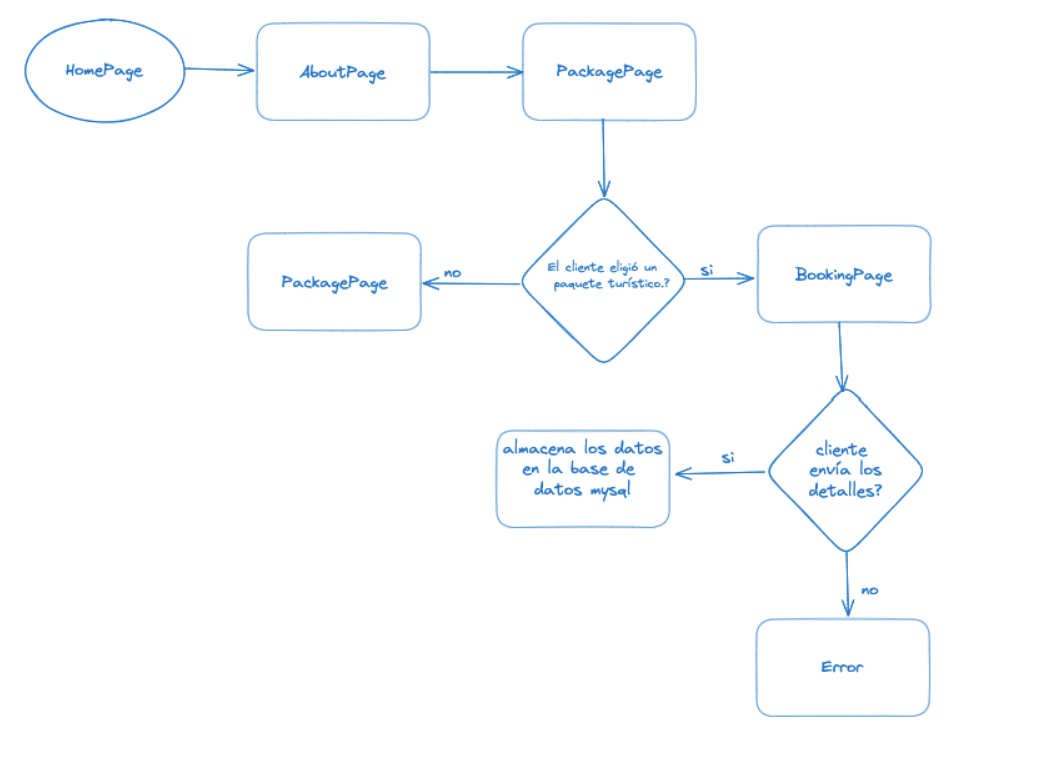 HomePage
AboutPage
PackagePage
El cliente eligió un
paquete turístico.?
no
si
PackagePage
BookingPage
cliente
envía los
detalles?
si
almacena los datos
en la base de
datos mysql
no
Error